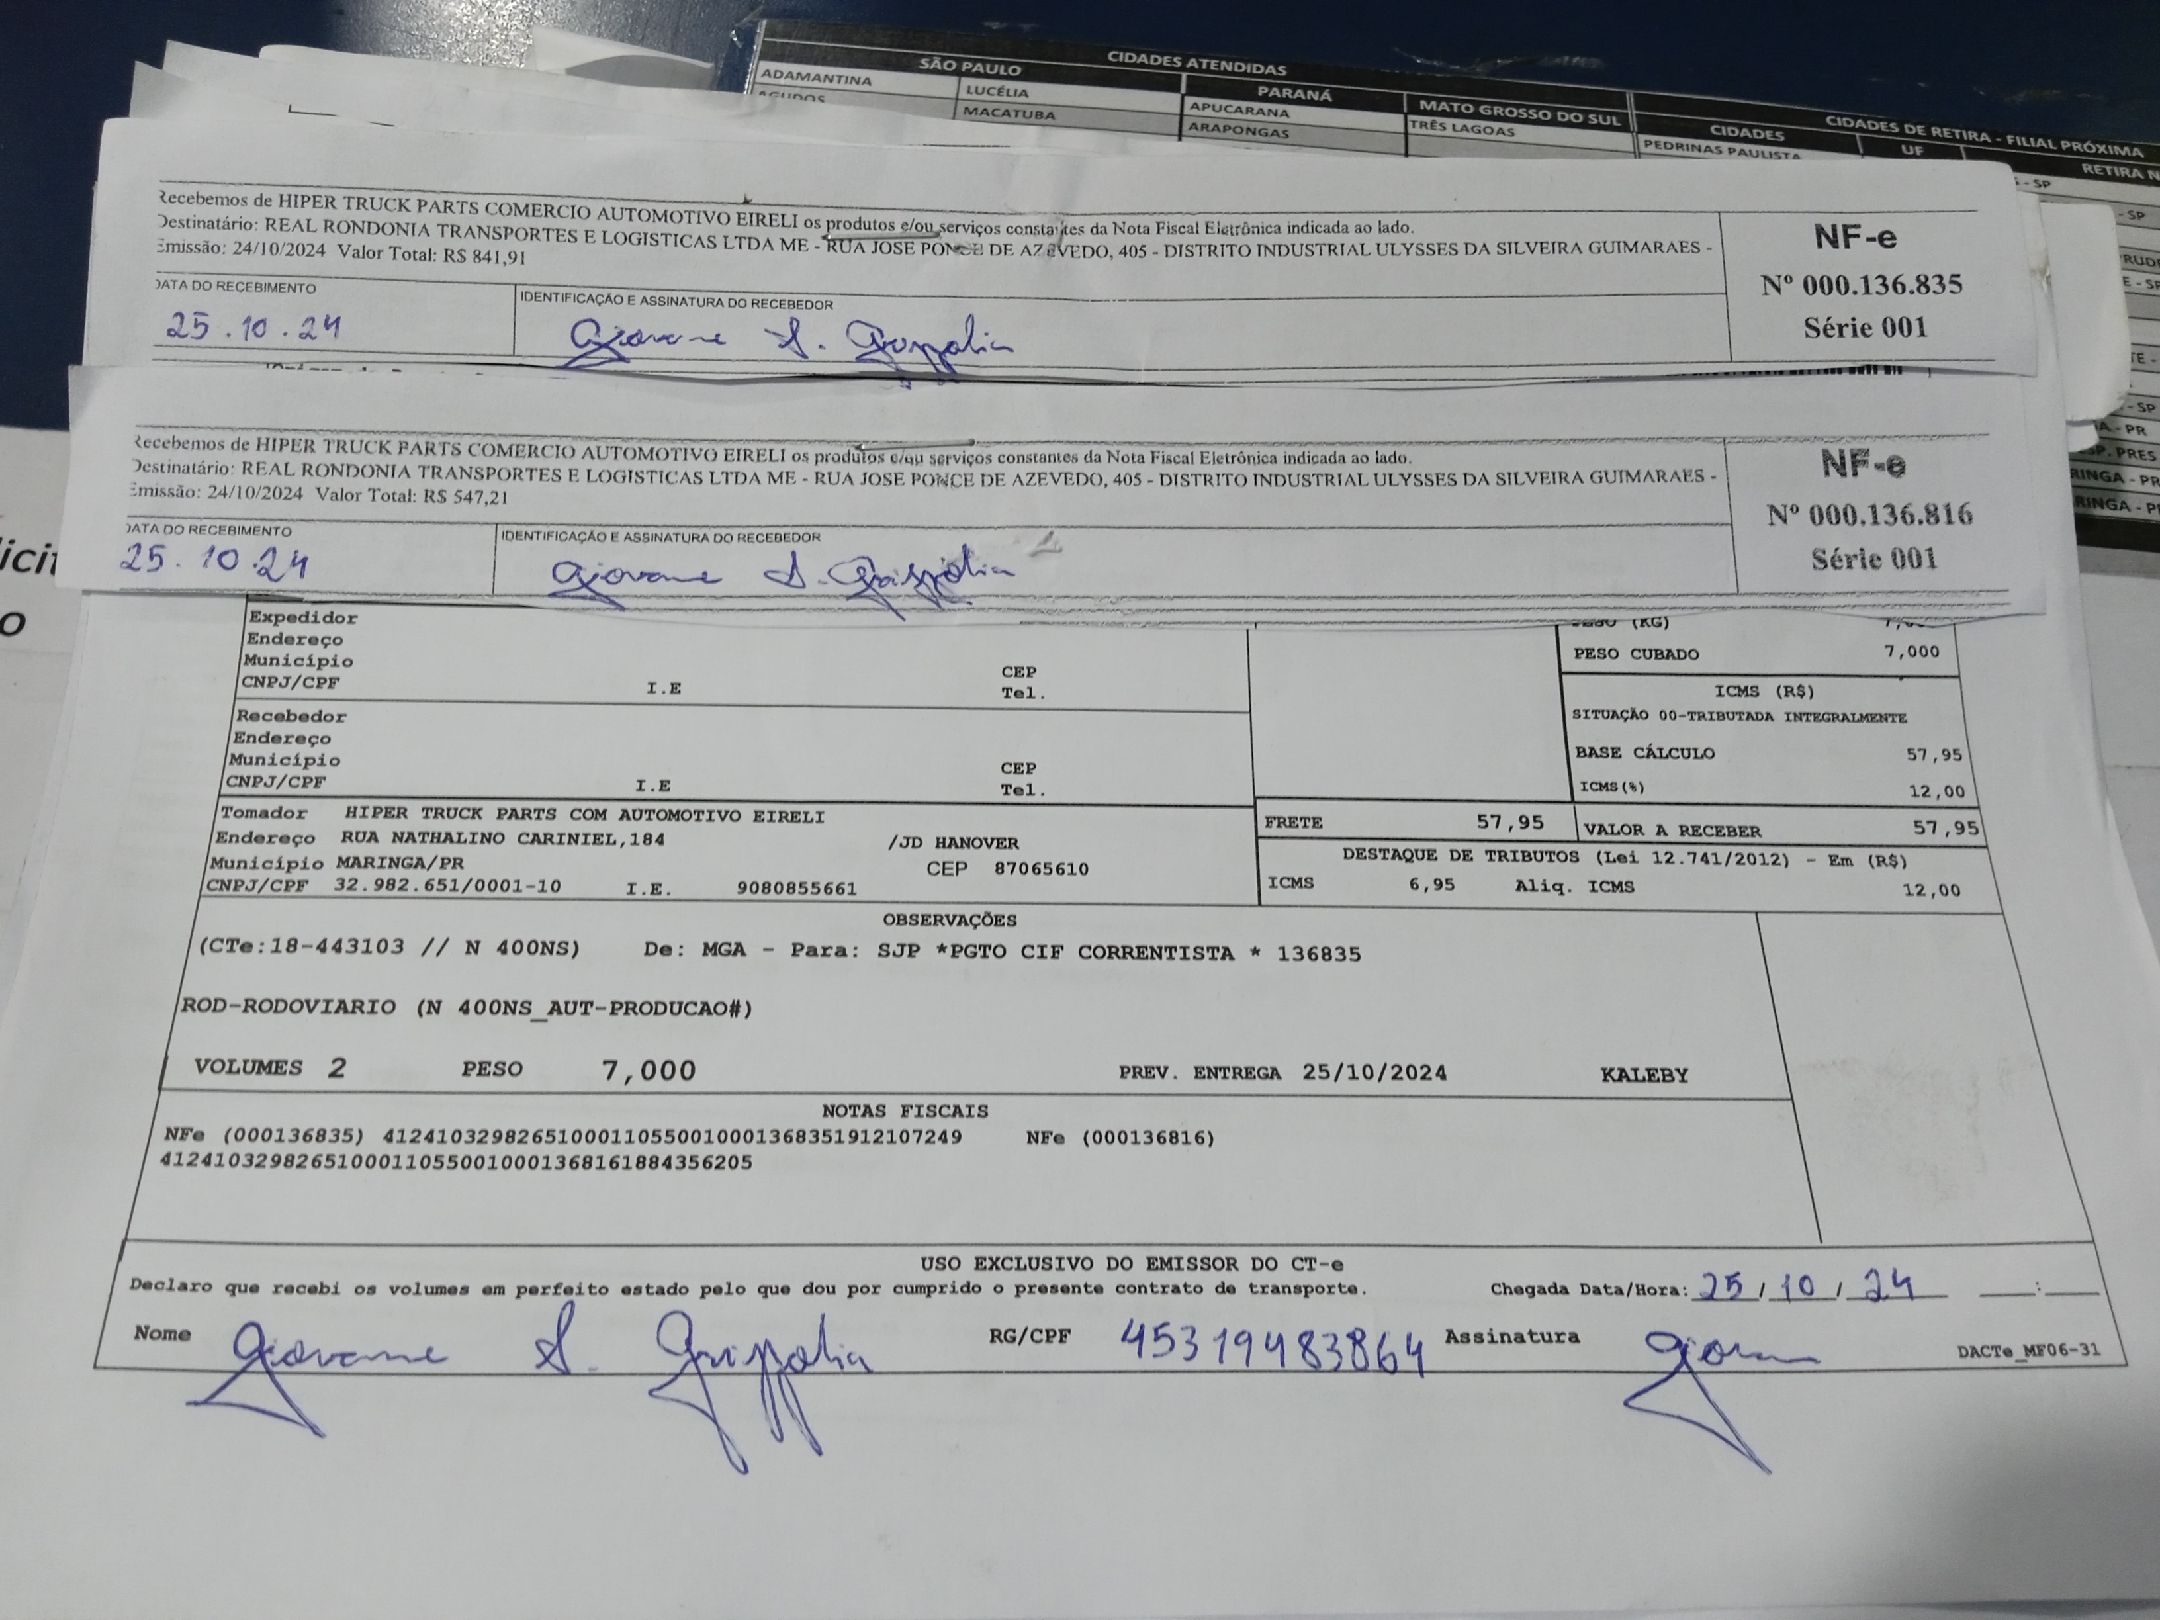 CIDADES ATENDIDAS
SÃO PAULO
PARANÁ
MATO GROSSO DO SUL
CIDADES DE RETIRA - FILIAL PRÓXIMA
ADAMANTINA LUCÉLIA APUCARANA TRÊS LAGOAS
CIDADES UF RETIRA N
AGUDOS MACATUBA ARAPONGAS PEDRINAS PAULISTA
Recebemos de HIPER TRUCK PARTS COMERCIO AUTOMOTIVO EIRELI os produtos e/ou serviços constantes da Nota Fiscal Eletrônica indicada ao lado.
Destinatário: REAL RONDONIA TRANSPORTES E LOGISTICAS LTDA ME - RUA JOSE PONCE DE AZEVEDO, 405 - DISTRITO INDUSTRIAL ULYSSES DA SILVEIRA GUIMARAES -
Emissão: 24/10/2024 Valor Total: R$ 841,91
NF-e
Nº 000.136.835
Série 001
DATA DO RECEBIMENTO
IDENTIFICAÇÃO E ASSINATURA DO RECEBEDOR
25.10.24
Giovane S.
Recebemos de HIPER TRUCK PARTS COMERCIO AUTOMOTIVO EIRELI os produtos e/ou serviços constantes da Nota Fiscal Eletrônica indicada ao lado.
Destinatário: REAL RONDONIA TRANSPORTES E LOGISTICAS LTDA ME - RUA JOSE PONCE DE AZEVEDO, 405 - DISTRITO INDUSTRIAL ULYSSES DA SILVEIRA GUIMARAES -
Emissão: 24/10/2024 Valor Total: R$ 547,21
NF-e
Nº 000.136.816
Série 001
DATA DO RECEBIMENTO
IDENTIFICAÇÃO E ASSINATURA DO RECEBEDOR
25.10.24
Giovane S.
Expedidor
Endereço
Município CEP
CNPJ/CPF I.E Tel.
Recebedor
Endereço
Município CEP
CNPJ/CPF I.E Tel.
(KG)
PESO CUBADO 7,000
ICMS (R$)
SITUAÇÃO 00-TRIBUTADA INTEGRALMENTE
BASE CÁLCULO 57,95
ICMS(%) 12,00
Tomador HIPER TRUCK PARTS COM AUTOMOTIVO EIRELI
Endereço RUA NATHALINO CARINIEL,184 /JD HANOVER
Município MARINGA/PR CEP 87065610
CNPJ/CPF 32.982.651/0001-10 I.E. 9080855661
FRETE 57,95 VALOR A RECEBER 57,95
DESTAQUE DE TRIBUTOS (Lei 12.741/2012) - Em (R$)
ICMS 6,95 Aliq. ICMS 12,00
OBSERVAÇÕES
(CTe:18-443103 // N 400NS) De: MGA - Para: SJP *PGTO CIF CORRENTISTA * 136835
ROD-RODOVIARIO (N 400NS_AUT-PRODUCAO#)
VOLUMES 2 PESO 7,000 PREV. ENTREGA 25/10/2024 KALEBY
NOTAS FISCAIS
NFe (000136835) 41241032982651000110550010001368351912107249 NFe (000136816)
41241032982651000110550010001368161884356205
USO EXCLUSIVO DO EMISSOR DO CT-e
Declaro que recebi os volumes em perfeito estado pelo que dou por cumprido o presente contrato de transporte. Chegada Data/Hora: 25/10/24 __:__
Nome Giovane S. RG/CPF 45319483864 Assinatura Giovane DACTe_MF06-31